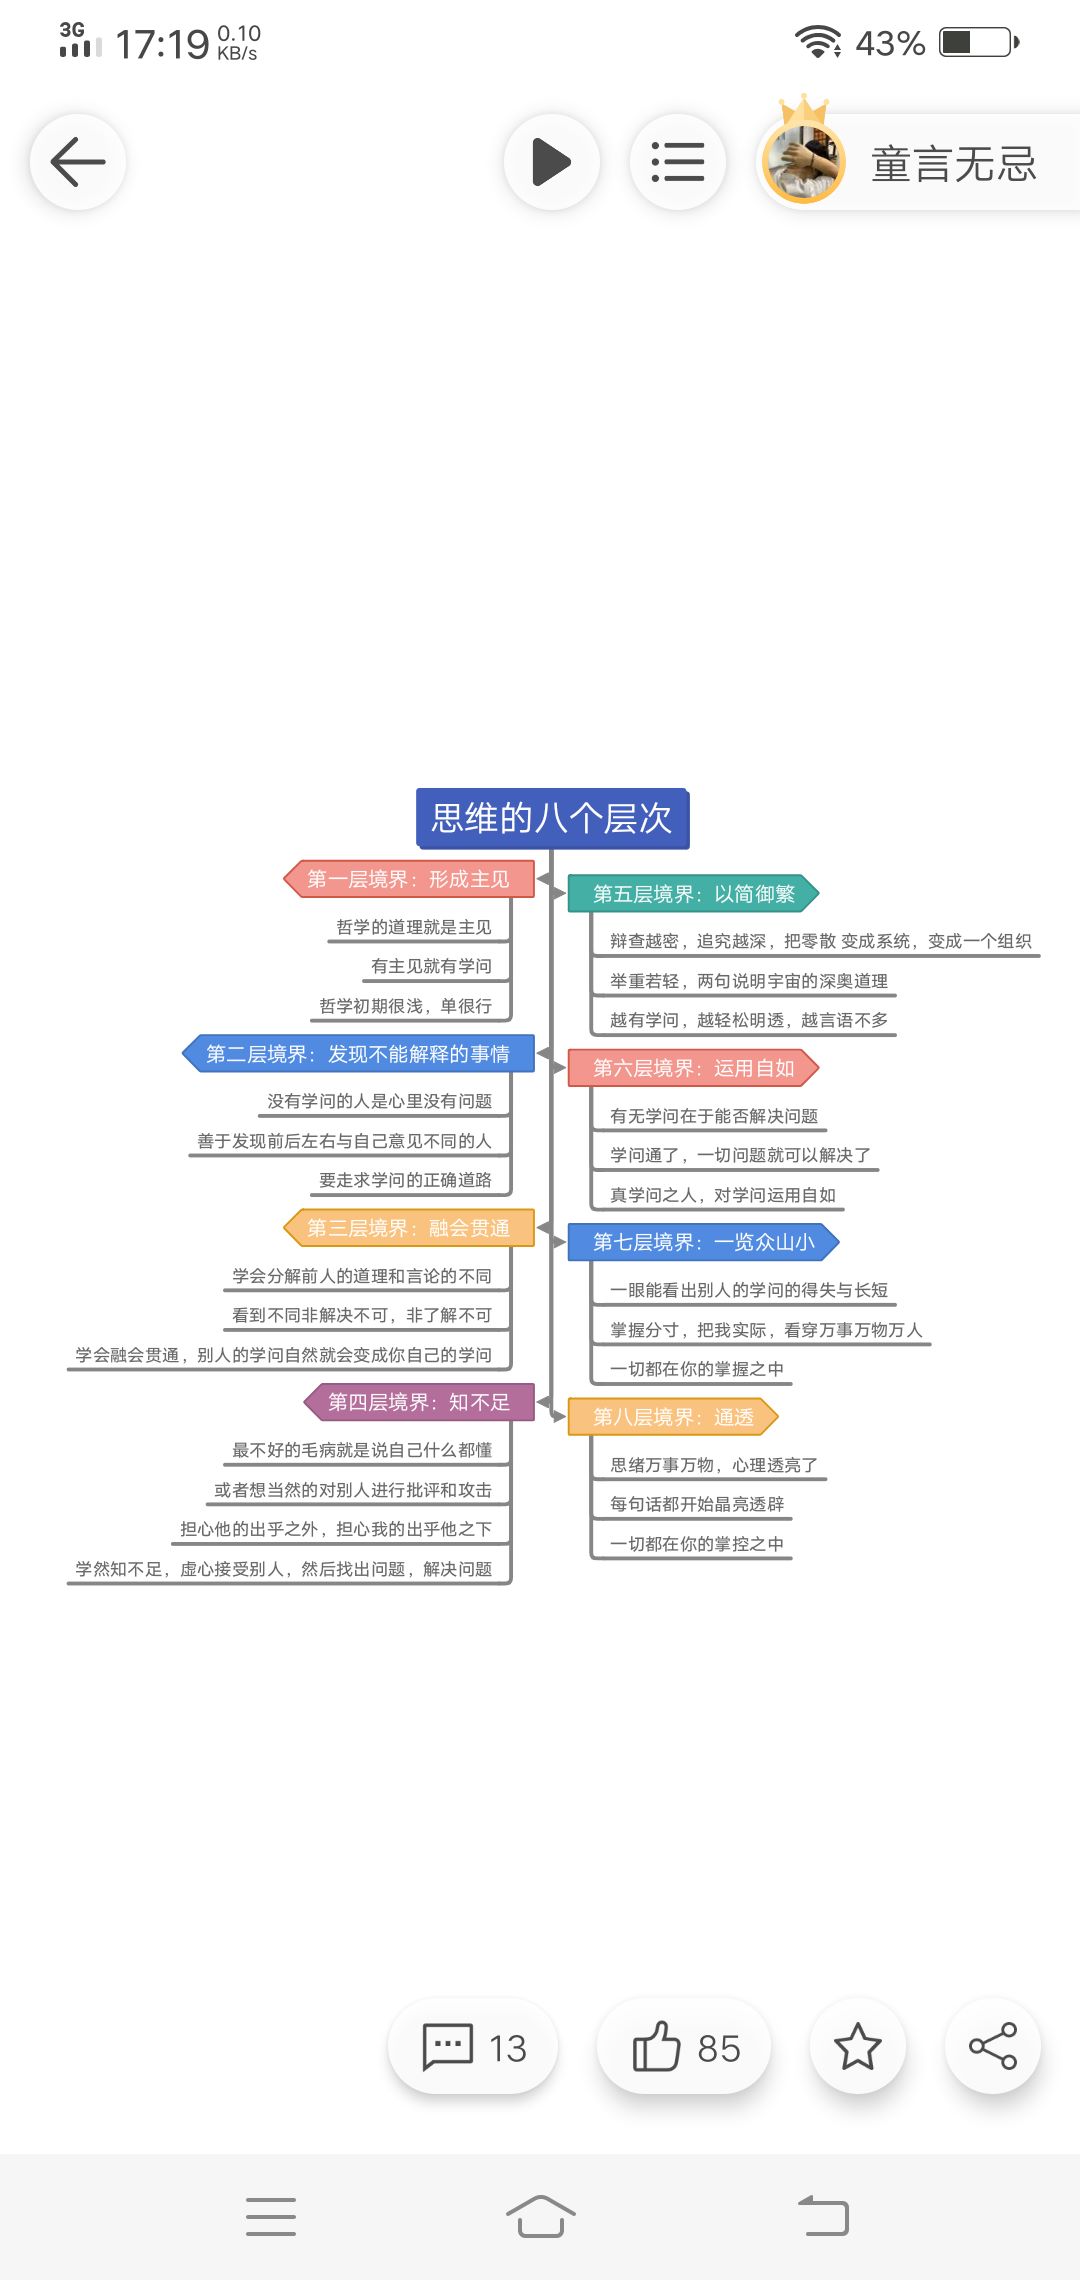 3G
17:19
0.10
KB/s
43%
童言无忌
思维的八个层次
第一层境界：形成主见
哲学的道理就是主见
有主见就有学问
哲学初期很浅，单很行
第二层境界：发现不能解释的事情
没有学问的人是心里没有问题
善于发现前后左右与自己意见不同的人
要走求学问的正确道路
第三层境界：融会贯通
学会分解前人的道理和言论的不同
看到不同非解决不可，非了解不可
学会融会贯通，别人的学问自然就会变成你自己的学问
第四层境界：知不足
最不好的毛病就是说自己什么都懂
或者想当然的对别人进行批评和攻击
担心他的出乎之外，担心我的出乎他之下
学然知不足，虚心接受别人，然后找出问题，解决问题
第五层境界：以简御繁
辩查越密，追究越深，把零散 变成系统，变成一个组织
举重若轻，两句说明宇宙的深奥道理
越有学问，越轻松明透，越言语不多
第六层境界：运用自如
有无学问在于能否解决问题
学问通了，一切问题就可以解决了
真学问之人，对学问运用自如
第七层境界：一览众山小
一眼能看出别人的学问的得失与长短
掌握分寸，把我实际，看穿万事万物万人
一切都在你的掌握之中
第八层境界：通透
思绪万事万物，心理透亮了
每句话都开始晶亮透辟
一切都在你的掌控之中
13
85